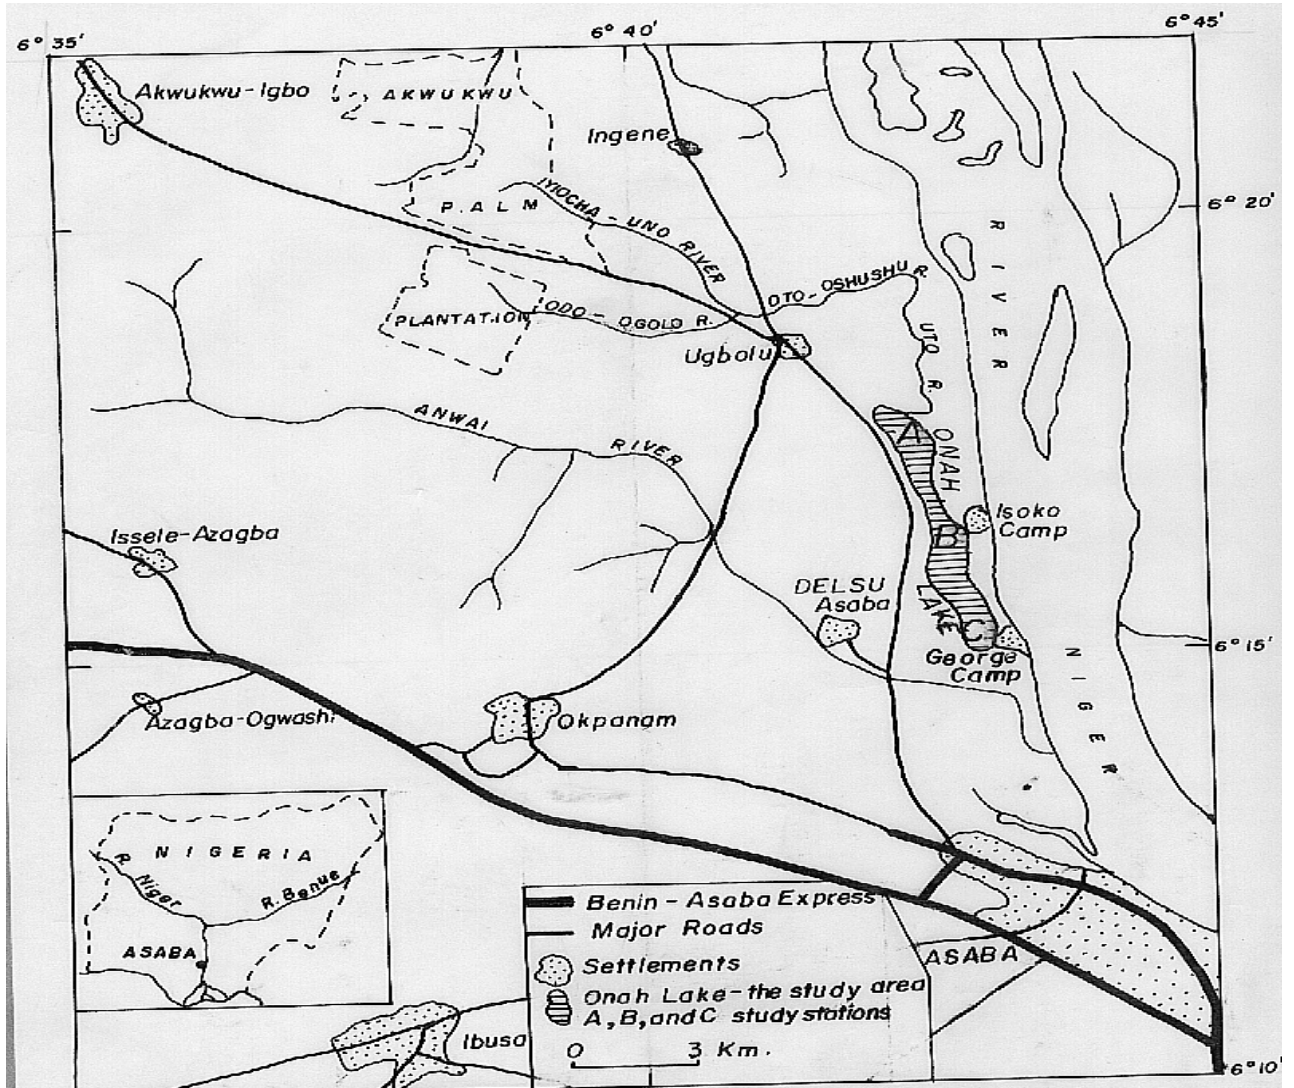 6° 35'
6° 40'
6° 45'
Akwukwu-Igbo
AKWUKWU
Ingene
PALM
IYIOCHA-UNO RIVER
6° 20'
RIVER
OTO-OSHUSHU R.
PLANTATION
ODO-OGOLO R.
UTO R.
Ugbolu
ANWAI
RIVER
A
ONAH
Isoko
Camp
B
Issele-Azagba
DELSU
Asaba
LAKE
C
George
Camp
6° 15'
NIGER
Azagba-Ogwashi
Okpanam
NIGERIA
R. Niger
R. Benue
ASABA
Benin-Asaba Express
Major Roads
ASABA
Settlements
Onah Lake-the study area
A, B, and C study stations
Ibusa
0 3 Km.
6° 10'